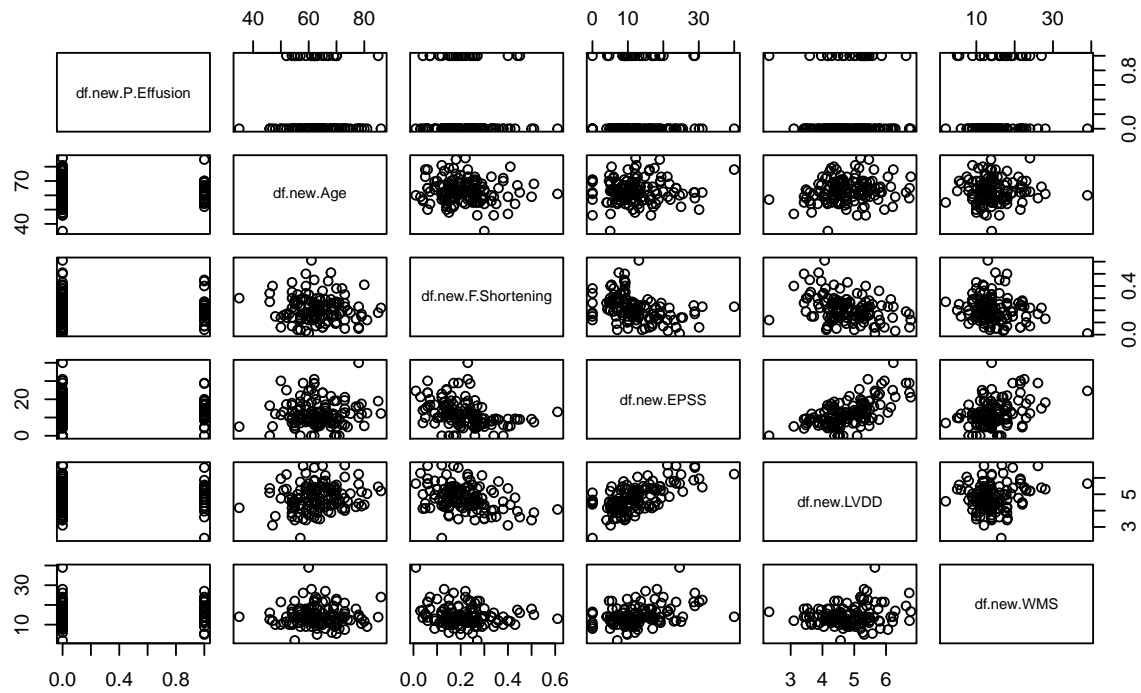 40 60 80
0 10 20 30 40
10 30
df.new.P.Effusion
0.0 0.8
40 70
df.new.Age
df.new.F.Shortening
0.0 0.4
0 20
df.new.EPSS
df.new.LVDD
3 5
10 30
df.new.WMS
0.0 0.4 0.8
0.0 0.2 0.4 0.6
3 4 5 6